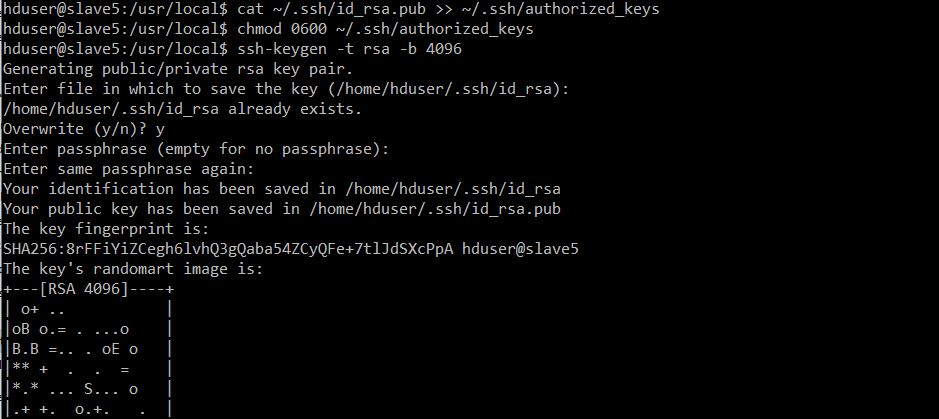 hduser@slave5:/usr/local$ cat ~/.ssh/id_rsa.pub >> ~/.ssh/authorized_keys
hduser@slave5:/usr/local$ chmod 0600 ~/.ssh/authorized_keys
hduser@slave5:/usr/local$ ssh-keygen -t rsa -b 4096
Generating public/private rsa key pair.
Enter file in which to save the key (/home/hduser/.ssh/id_rsa):
/home/hduser/.ssh/id_rsa already exists.
Overwrite (y/n)? y
Enter passphrase (empty for no passphrase):
Enter same passphrase again:
Your identification has been saved in /home/hduser/.ssh/id_rsa
Your public key has been saved in /home/hduser/.ssh/id_rsa.pub
The key fingerprint is:
SHA256:8rFFiYiZCegh6lvhQ3gQaba54ZCyQFe+7tlJdSXcPpA hduser@slave5
The key's randomart image is:
+---[RSA 4096]----+
| o+ ..           |
|oB o.= . ...o    |
|B.B =.. . oE o   |
|** +  .  .  =    |
|*.* ... S... o   |
|.+ +.  o.+.   .  |